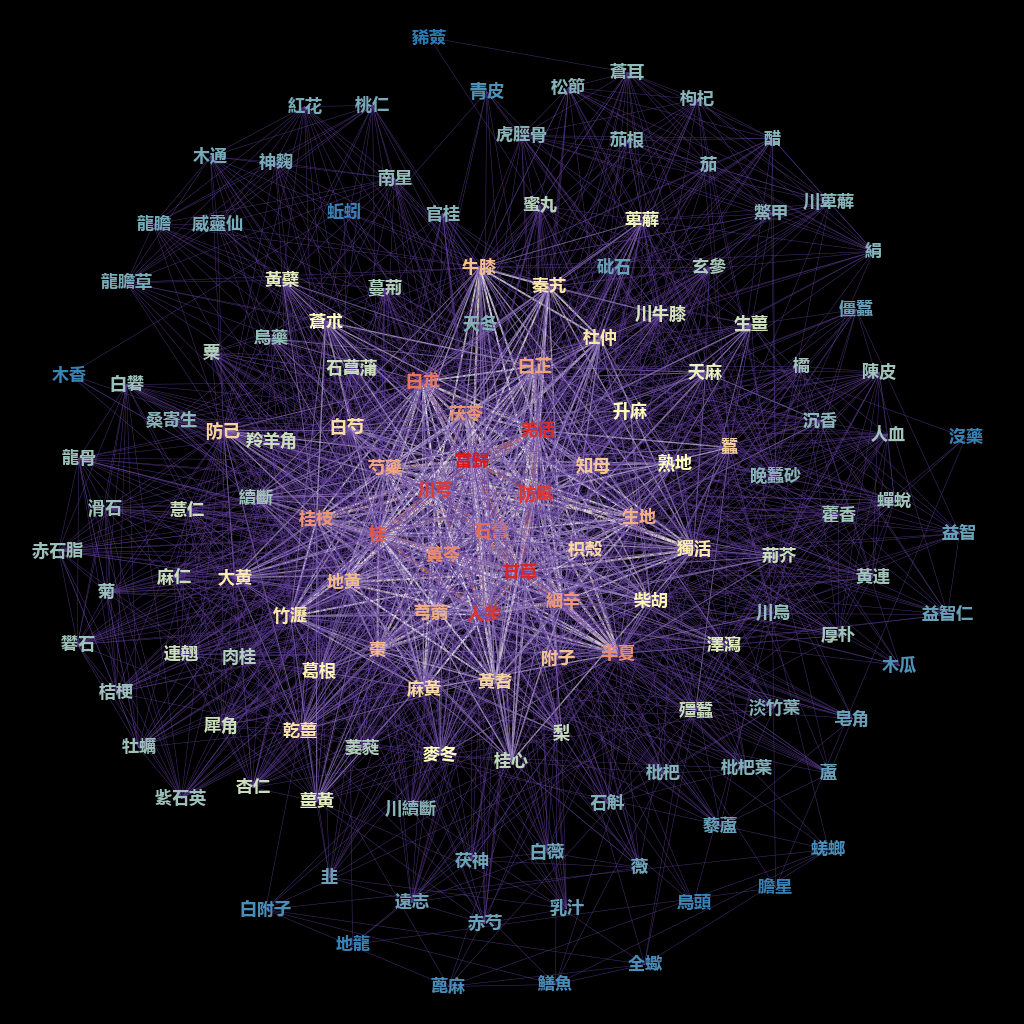 豨薟
蒼耳
青皮
松節
枸杞
紅花
桃仁
虎脛骨
茄根
醋
木通
神麴
茄
南星
川萆薢
蚯蚓
官桂
蜜丸
萆薢
鱉甲
龍膽
威靈仙
絹
牛膝
砒石
玄參
龍膽草
黃蘗
蔓荊
秦艽
僵蠶
蒼朮
天冬
川牛膝
生薑
烏藥
杜仲
粟
石菖蒲
白正
橘
木香
白礬
白朮
天麻
陳皮
桑寄生
茯苓
升麻
沉香
防己
羚羊角
白芍
羌活
蠶
人血
沒藥
龍骨
芍藥
當歸
知母
熟地
晚蠶砂
續斷
川芎
防風
滑石
薏仁
桂枝
生地
藿香
蟬蛻
桂
石膏
益智
赤石脂
黃芩
枳殼
獨活
荊芥
麻仁
大黃
地黃
甘草
黃連
菊
竹瀝
芎藭
人參
細辛
柴胡
川烏
益智仁
礬石
連翹
肉桂
棗
附子
半夏
澤瀉
厚朴
木瓜
桔梗
葛根
麻黃
黃耆
犀角
乾薑
殭蠶
淡竹葉
皂角
牡蠣
萎蕤
麥冬
桂心
梨
紫石英
杏仁
薑黃
川續斷
石斛
枇杷
枇杷葉
蘆
藜蘆
韭
茯神
白薇
薇
蜣螂
白附子
遠志
赤芍
乳汁
烏頭
膽星
地龍
蓖麻
鱔魚
全蠍